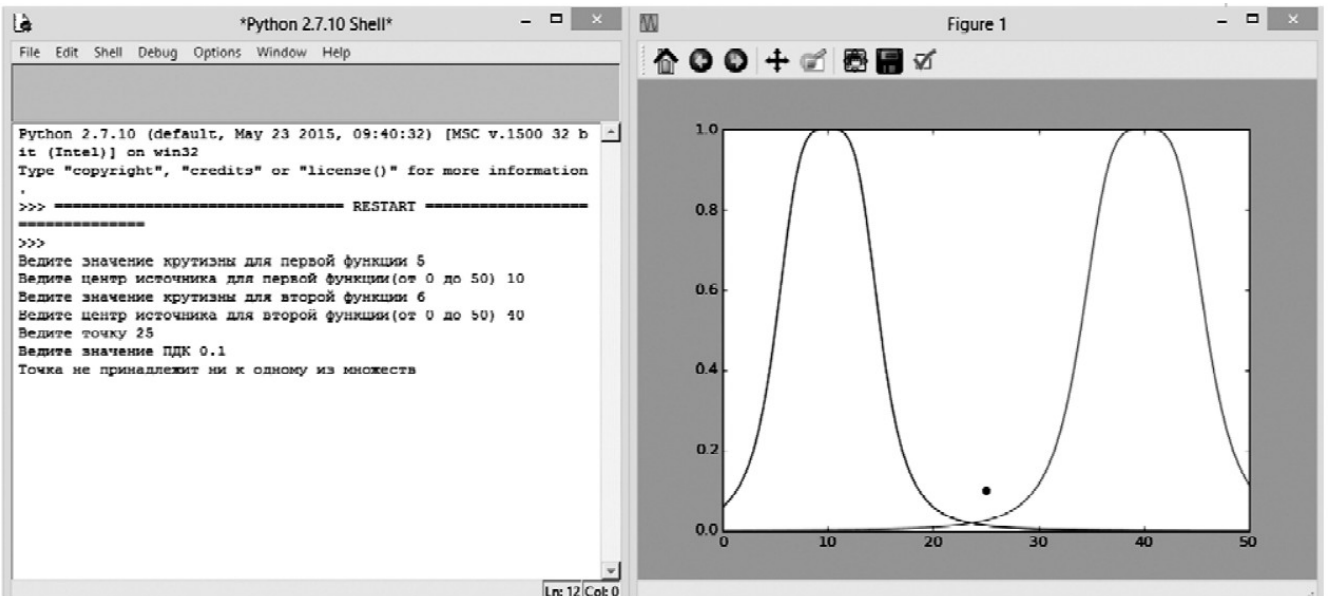 *Python 2.7.10 Shell*
File Edit Shell Debug Options Window Help
Python 2.7.10 (default, May 23 2015, 09:40:32) [MSC v.1500 32 b
it (Intel)] on win32
Type "copyright", "credits" or "license()" for more information
.
>>> ================================ RESTART ==================
==============
>>>
Ведите значение крутизны для первой функции 5
Ведите центр источника для первой функции(от 0 до 50) 10
Ведите значение крутизны для второй функции 6
Ведите центр источника для второй функции(от 0 до 50) 40
Ведите точку 25
Ведите значение ПДК 0.1
Точка не принадлежит ни к одному из множеств
Ln: 12 Col: 0
Figure 1
1.0
0.8
0.6
0.4
0.2
0.0
0 10 20 30 40 50